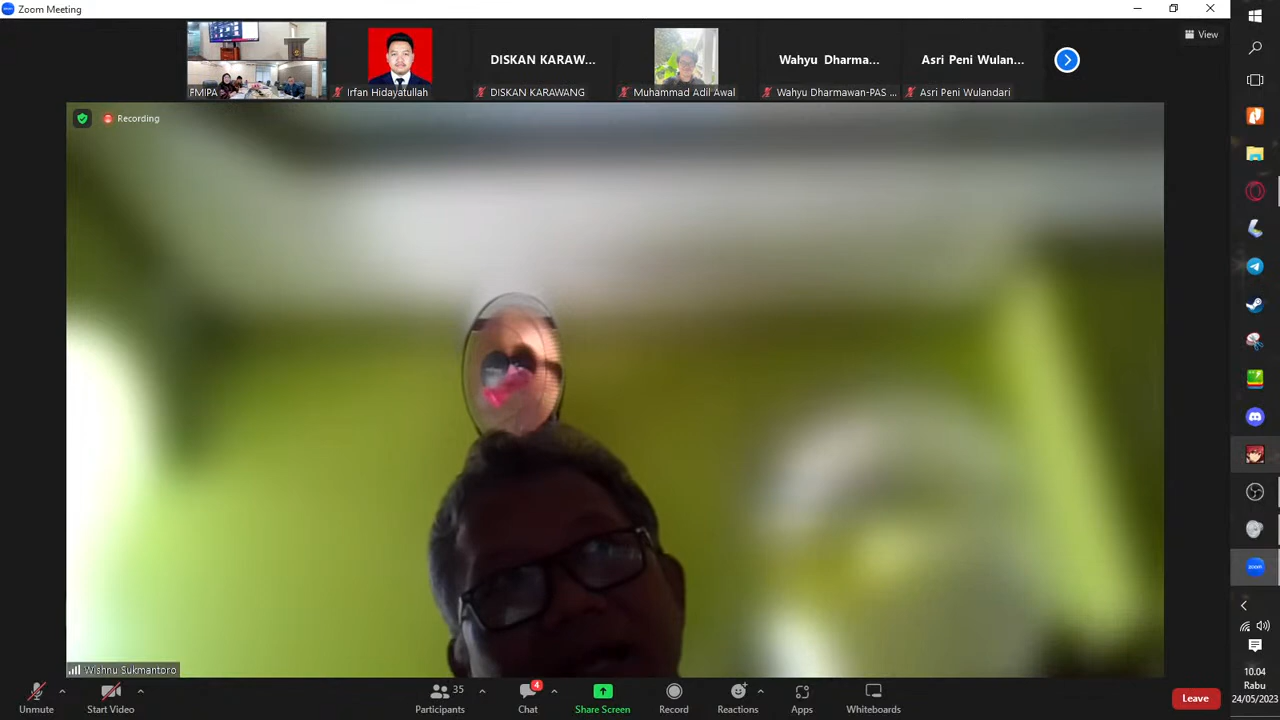 Zoom Meeting
View
DISKAN KARAW...
Wahyu Dharma...
Asri Peni Wulan...
FMIPA
Irfan Hidayatullah
DISKAN KARAWANG
Muhammad Adil Awal
Wahyu Dharmawan-PAS ...
Asri Peni Wulandari
Recording
Wishnu Sukmantoro
zoom
10.04
Rabu
24/05/2023
35
4
Unmute
Start Video
Participants
Chat
Share Screen
Record
Reactions
Apps
Whiteboards
Leave